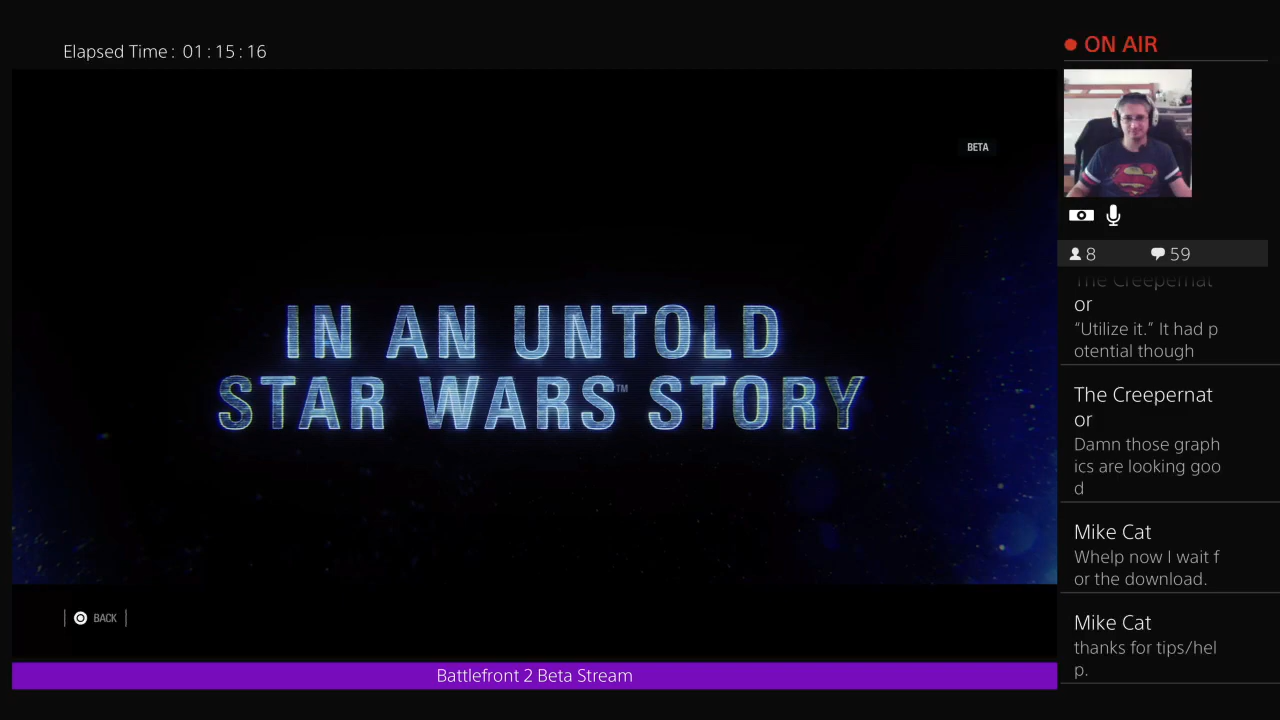 Elapsed Time : 01 : 15 : 16
ON AIR
BETA
IN AN UNTOLD
STAR WARS™ STORY
BACK
Battlefront 2 Beta Stream
8 59
The Creepernat
or
“Utilize it.” It had p
otential though
The Creepernat
or
Damn those graph
ics are looking goo
d
Mike Cat
Whelp now I wait f
or the download.
Mike Cat
thanks for tips/hel
p.